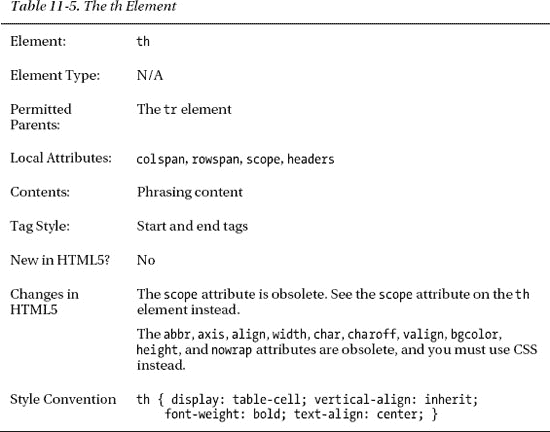 Table 11-5. The th Element
Element: th
Element Type: N/A
Permitted The tr element
Parents:
Local Attributes: colspan, rowspan, scope, headers
Contents: Phrasing content
Tag Style: Start and end tags
New in HTML5? No
Changes in The scope attribute is obsolete. See the scope attribute on the th
HTML5 element instead.
The abbr, axis, align, width, char, charoff, valign, bgcolor,
height, and nowrap attributes are obsolete, and you must use CSS
instead.
Style Convention th { display: table-cell; vertical-align: inherit;
font-weight: bold; text-align: center; }